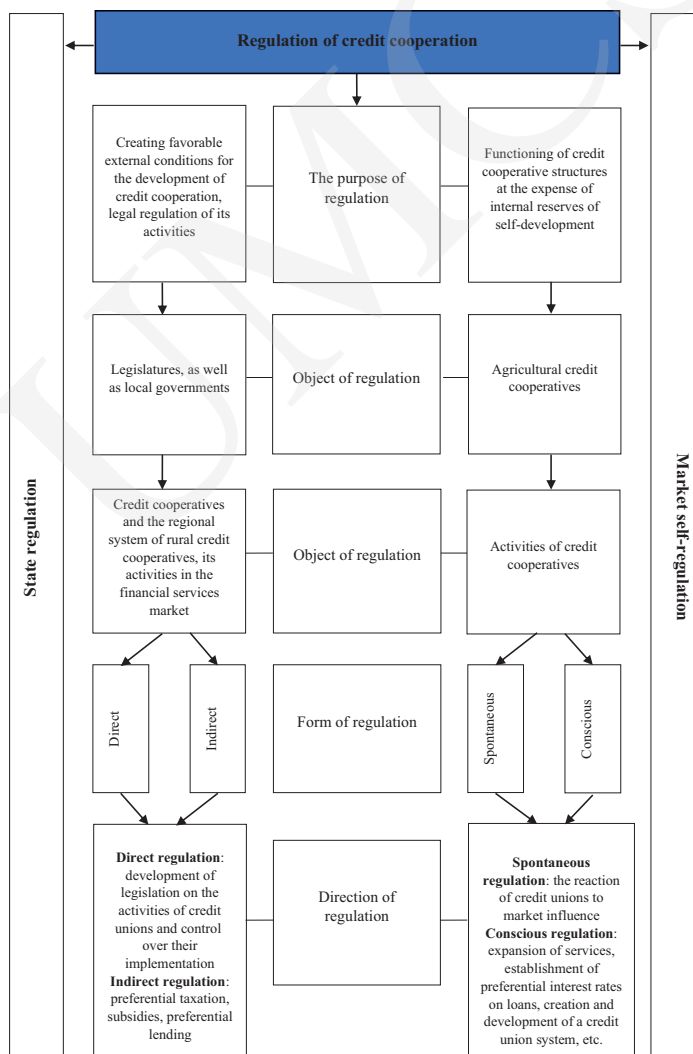 Regulation of credit cooperation
State regulation
Market self-regulation
Creating favorable
external conditions for
the development of
credit cooperation,
legal regulation of its
activities
The purpose of
regulation
Functioning of credit
cooperative structures
at the expense of
internal reserves of
self-development
Legislatures, as well
as local governments
Object of regulation
Agricultural credit
cooperatives
Credit cooperatives
and the regional
system of rural credit
cooperatives, its
activities in the
financial services
market
Object of regulation
Activities of credit
cooperatives
Direct
Indirect
Form of regulation
Spontaneous
Conscious
Direct regulation:
development of
legislation on the
activities of credit
unions and control
over their
implementation
Indirect regulation:
preferential taxation,
subsidies, preferential
lending
Direction of
regulation
Spontaneous
regulation: the reaction
of credit unions to
market influence
Conscious regulation:
expansion of services,
establishment of
preferential interest rates
on loans, creation and
development of a credit
union system, etc.
UMCS